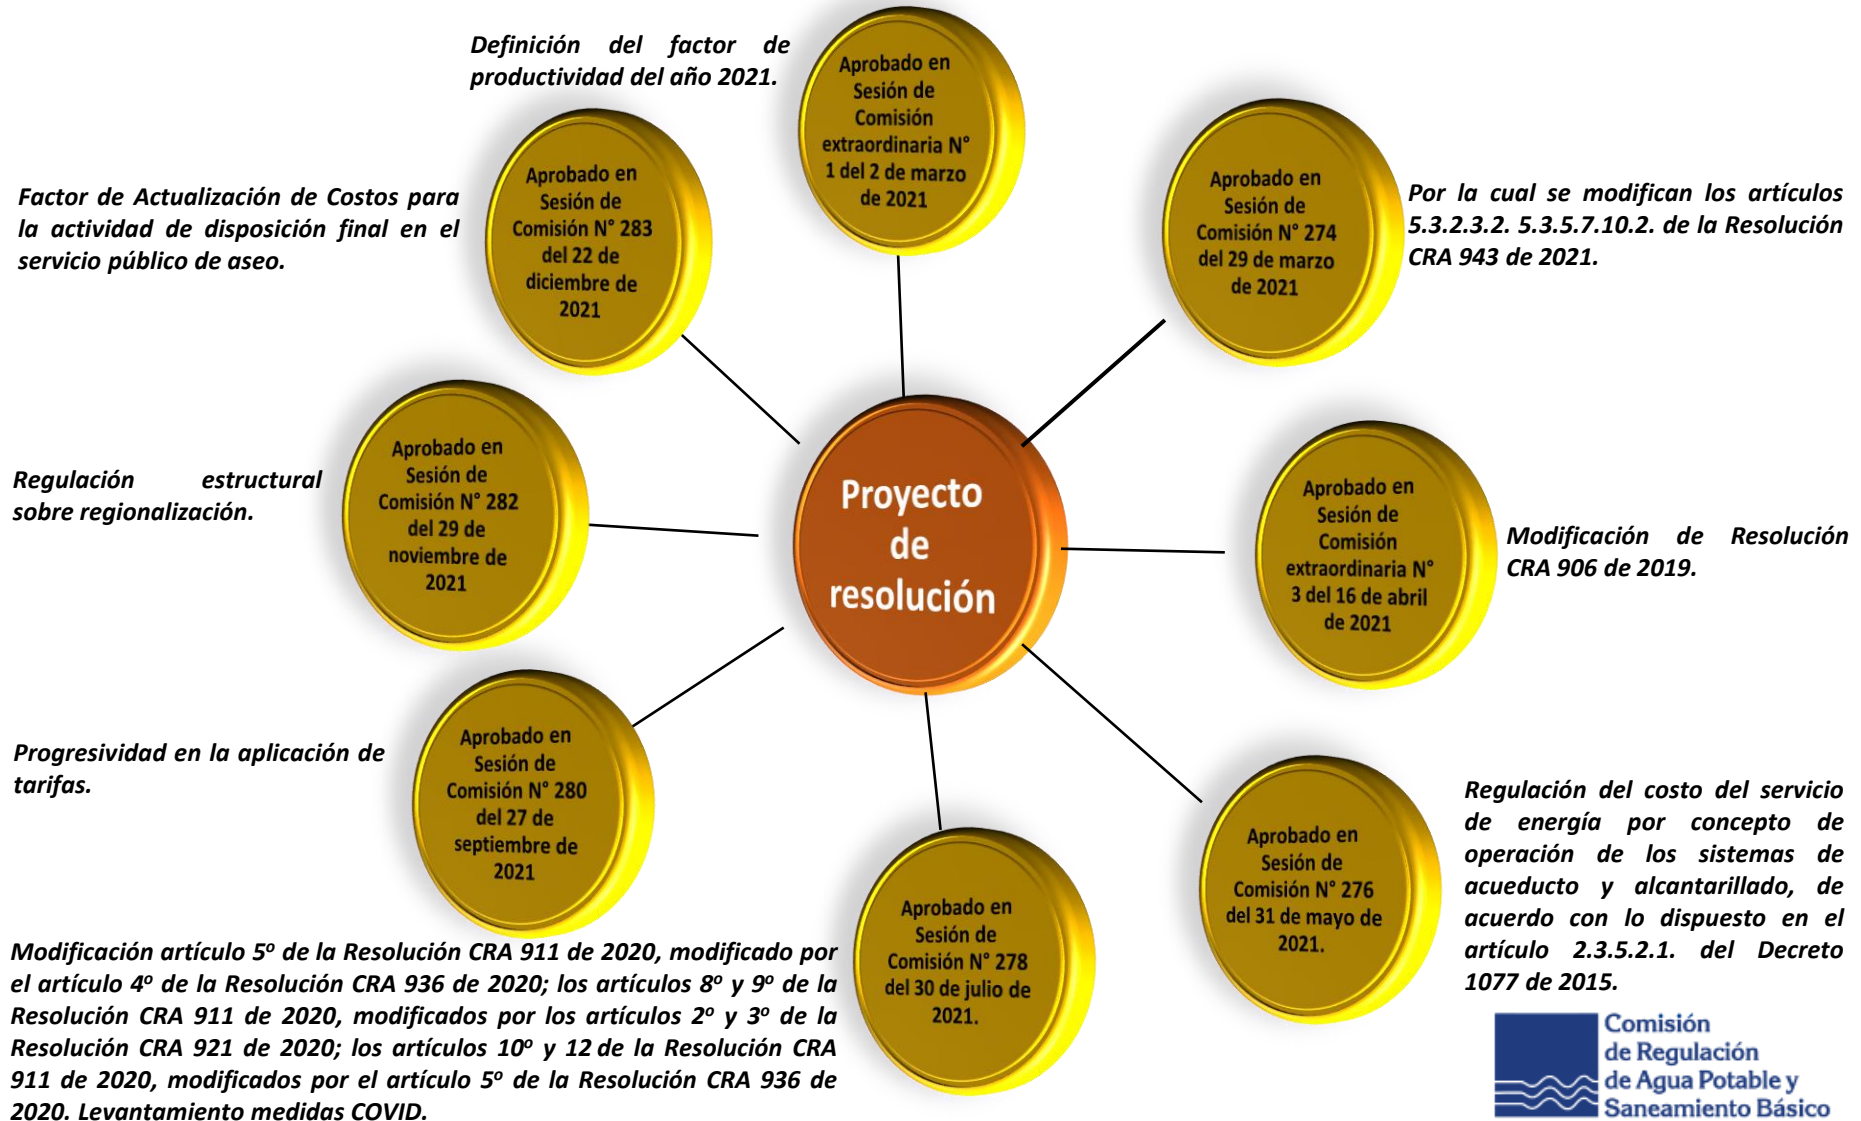 Definición del factor de
productividad del año 2021.
Aprobado en
Sesión de
Comisión
extraordinaria N°
1 del 2 de marzo
de 2021
Por la cual se modifican los artículos
5.3.2.3.2. 5.3.5.7.10.2. de la Resolución
CRA 943 de 2021.
Aprobado en
Sesión de
Comisión N° 274
del 29 de marzo
de 2021
Modificación de Resolución
CRA 906 de 2019.
Aprobado en
Sesión de
Comisión
extraordinaria N°
3 del 16 de abril
de 2021
Regulación del costo del servicio
de energía por concepto de
operación de los sistemas de
acueducto y alcantarillado, de
acuerdo con lo dispuesto en el
artículo 2.3.5.2.1. del Decreto
1077 de 2015.
Aprobado en
Sesión de
Comisión N° 276
del 31 de mayo de
2021.
Modificación artículo 5º de la Resolución CRA 911 de 2020, modificado por
el artículo 4º de la Resolución CRA 936 de 2020; los artículos 8º y 9º de la
Resolución CRA 911 de 2020, modificados por los artículos 2º y 3º de la
Resolución CRA 921 de 2020; los artículos 10º y 12 de la Resolución CRA
911 de 2020, modificados por el artículo 5º de la Resolución CRA 936 de
2020. Levantamiento medidas COVID.
Aprobado en
Sesión de
Comisión N° 278
del 30 de julio de
2021.
Progresividad en la aplicación de
tarifas.
Aprobado en
Sesión de
Comisión N° 280
del 27 de
septiembre de
2021
Regulación estructural
sobre regionalización.
Aprobado en
Sesión de
Comisión N° 282
del 29 de
noviembre de
2021
Factor de Actualización de Costos para
la actividad de disposición final en el
servicio público de aseo.
Aprobado en
Sesión de
Comisión N° 283
del 22 de
diciembre de
2021
Proyecto
de
resolución
Comisión
de Regulación
de Agua Potable y
Saneamiento Básico